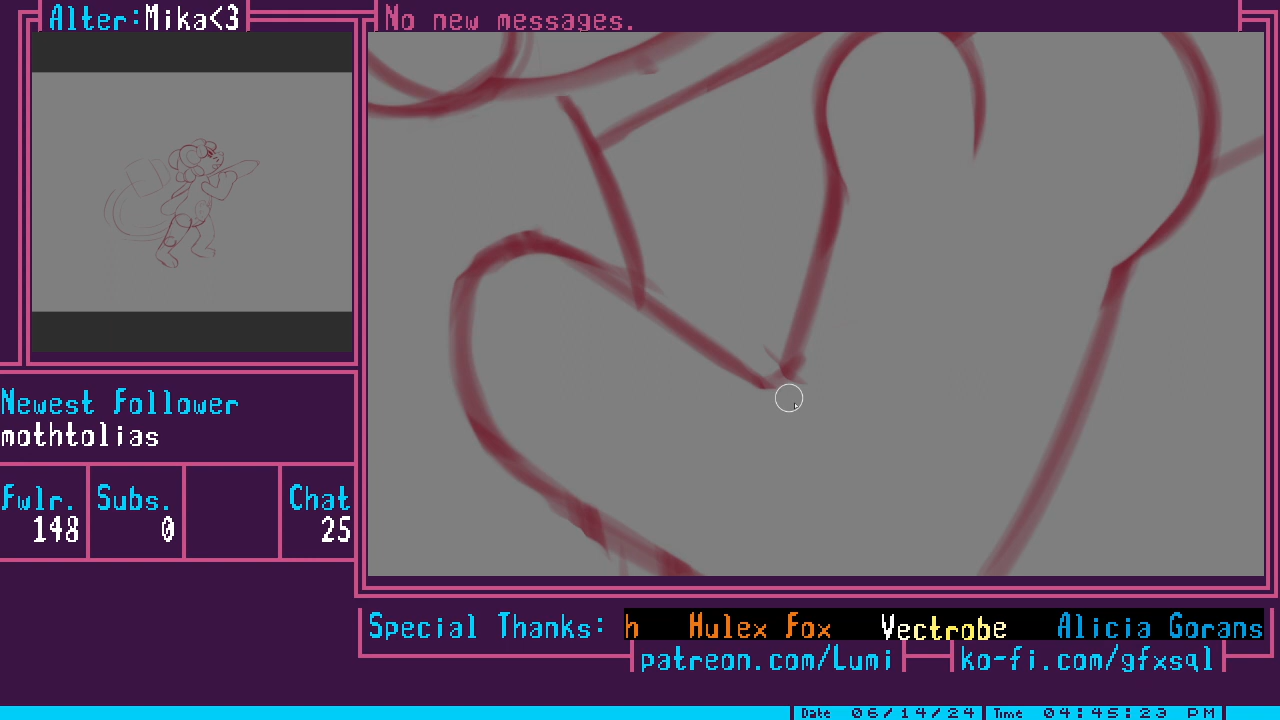 Alter:Mika<3
No new messages.
Newest Follower
mothtolias
Fwlr. Subs. Chat
148 0 25
Special Thanks: h Hulex Fox Vectrobe Alicia Gorans
patreon.com/Lumi ko-fi.com/gfxsql
Date 06/14/24 Time 04:45:23 PM